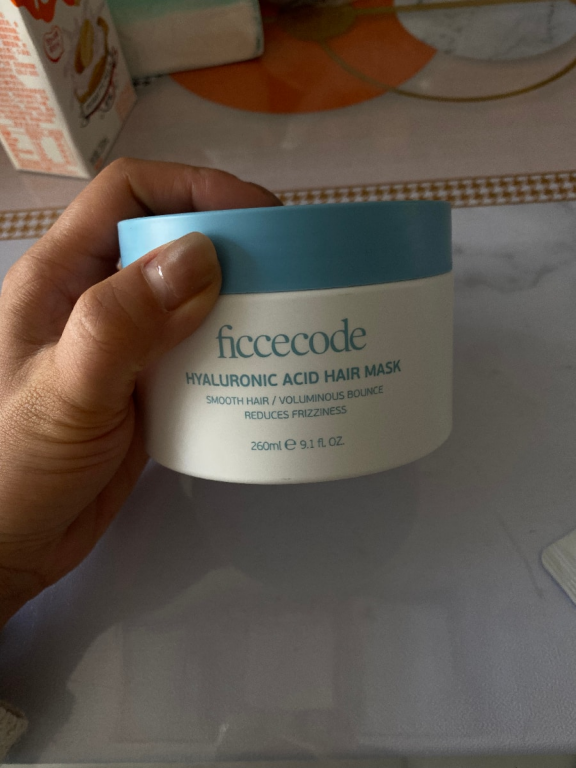 ficcecode
HYALURONIC ACID HAIR MASK
SMOOTH HAIR / VOLUMINOUS BOUNCE
REDUCES FRIZZINESS
260ml ℮ 9.1 fl. OZ.